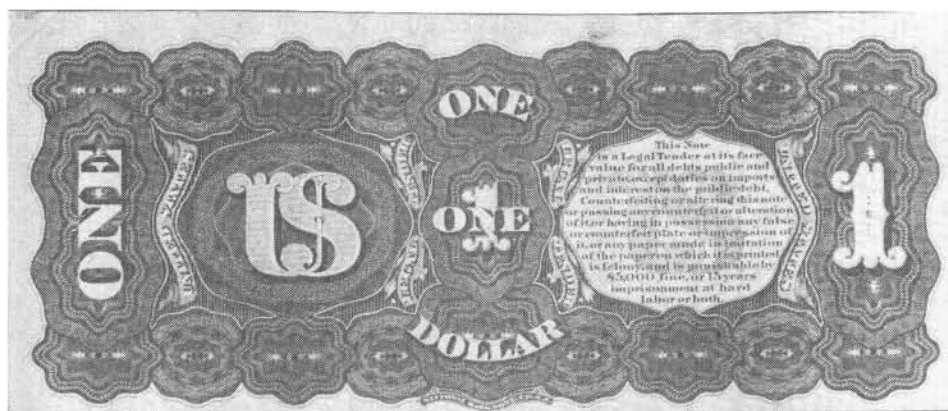 ONE
US
ONE
ONE
1
DOLLAR
This Note
is a Legal Tender at its face
value for all debts public and
private, except duties on imports
and interest on the public debt.
Counterfeiting or altering this note
or passing any counterfeit or alteration
of it, or having in possession any false
or counterfeit plate or impression of
it, or any paper made in imitation
of the paper on which it is printed
is felony, and is punishable by
$5,000 fine, or 15 years
imprisonment at hard
labor or both.
UNITED STATES
1